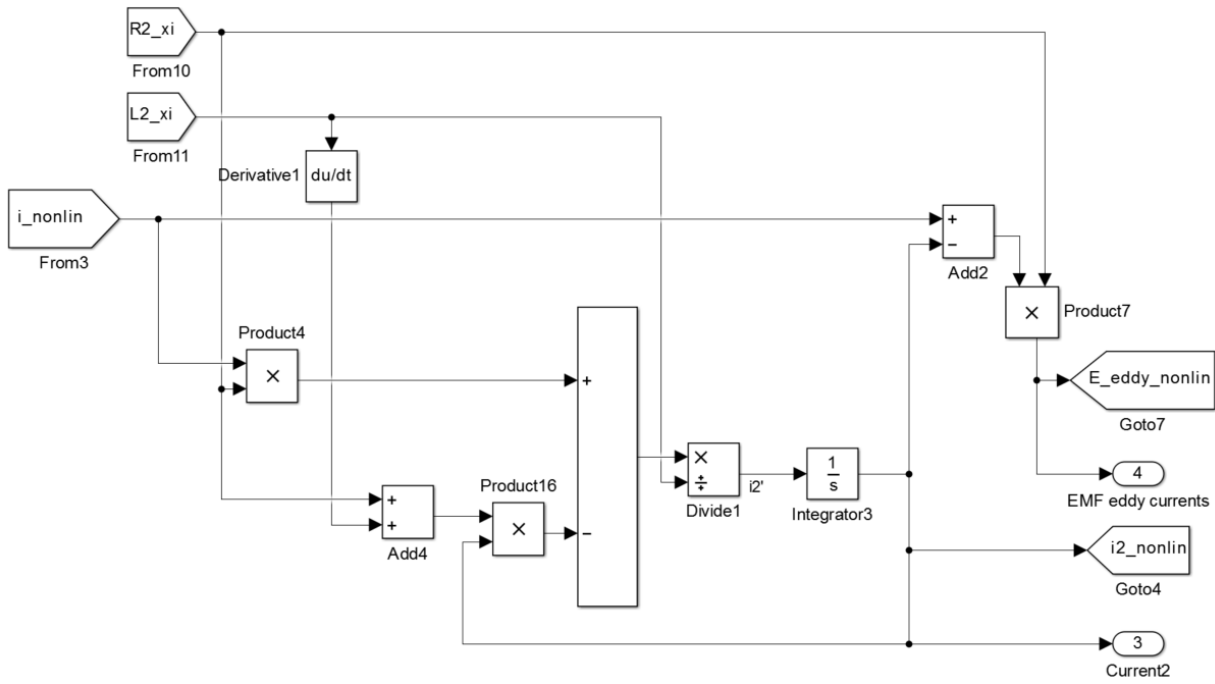 R2_xi
From10
L2_xi
From11
Derivative1
du/dt
i_nonlin
From3
+
−
Add2
×
Product7
Product4
×
E_eddy_nonlin
Goto7
+
−
×
÷
Divide1
i2'
1
s
Integrator3
4
EMF eddy currents
+
+
Add4
Product16
×
i2_nonlin
Goto4
3
Current2